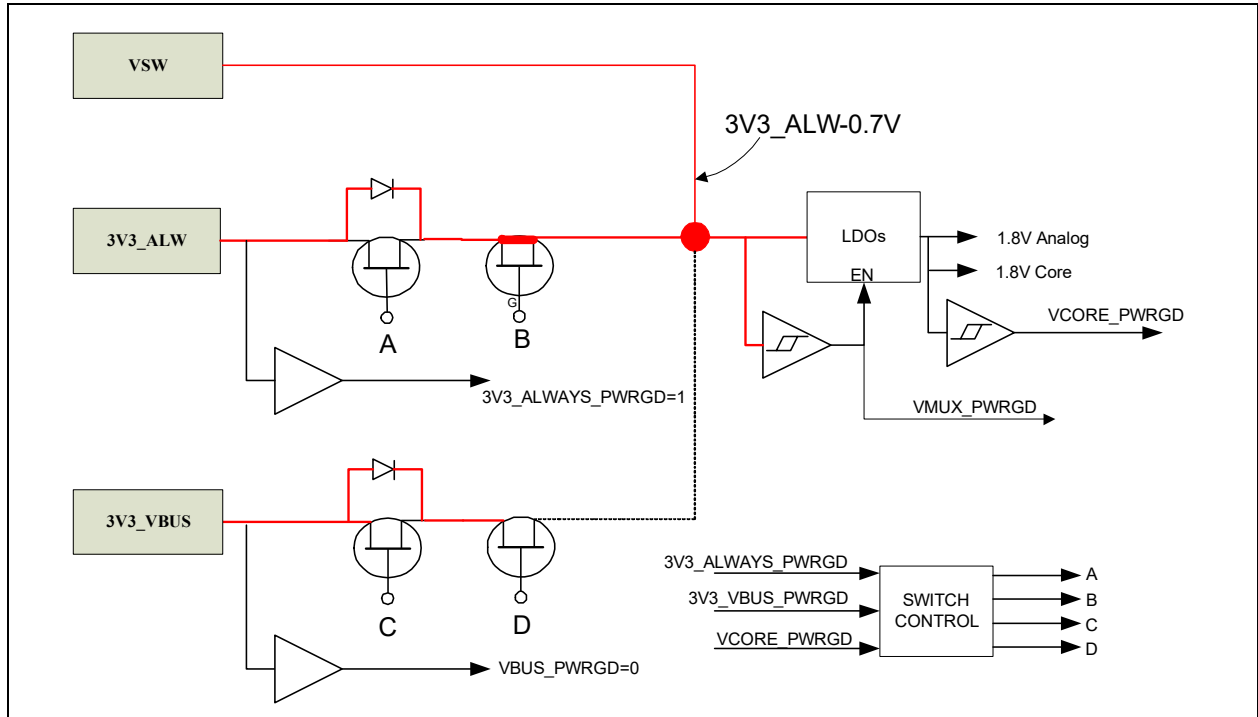 VSW
3V3_ALW-0.7V
3V3_ALW
LDOs
EN
1.8V Analog
1.8V Core
VCORE_PWRGD
A
G
B
3V3_ALWAYS_PWRGD=1
VMUX_PWRGD
3V3_VBUS
C
D
VBUS_PWRGD=0
3V3_ALWAYS_PWRGD
3V3_VBUS_PWRGD
VCORE_PWRGD
SWITCH
CONTROL
A
B
C
D